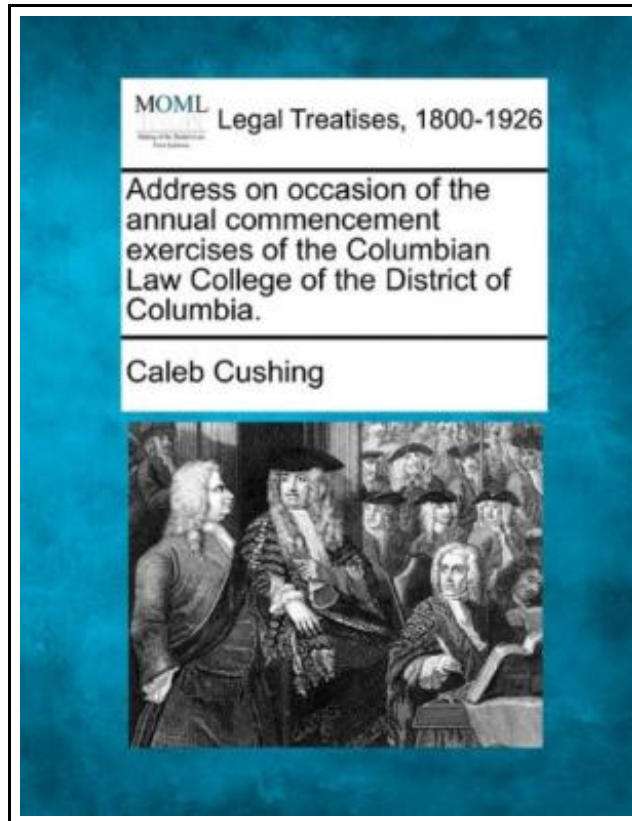 MOML
Legal Treatises, 1800-1926
Address on occasion of the
annual commencement
exercises of the Columbian
Law College of the District of
Columbia.
Caleb Cushing